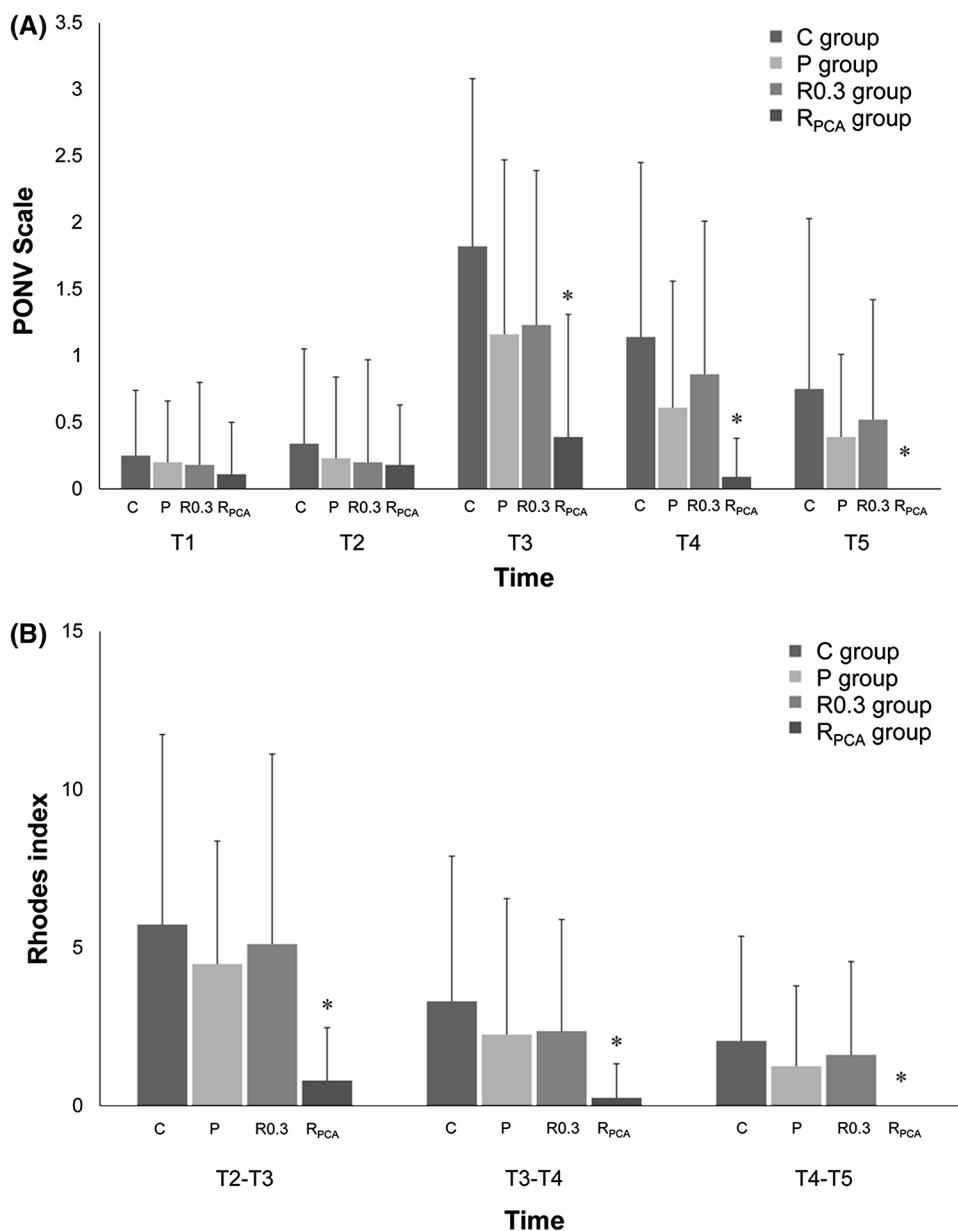 (A)
3.5
3
2.5
2
1.5
1
0.5
0
PONV Scale
C group
P group
R0.3 group
RPCA group
*
*
*
C P R0.3 RPCA C P R0.3 RPCA C P R0.3 RPCA C P R0.3 RPCA C P R0.3 RPCA
T1 T2 T3 T4 T5
Time
(B)
15
10
5
0
Rhodes index
C group
P group
R0.3 group
RPCA group
*
*
*
C P R0.3 RPCA C P R0.3 RPCA C P R0.3 RPCA
T2-T3 T3-T4 T4-T5
Time